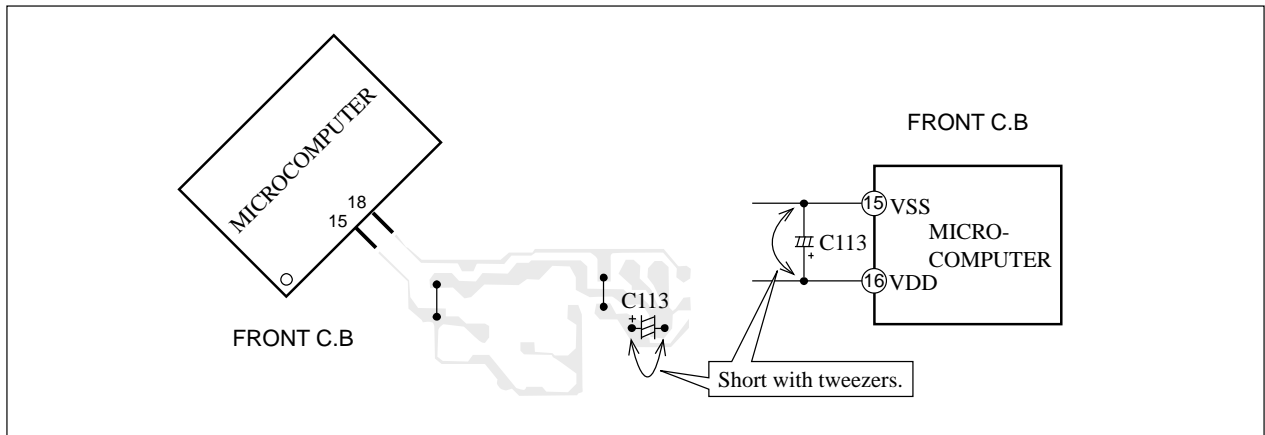 MICROCOMPUTER
18
15
FRONT C.B
C113
+
Short with tweezers.
FRONT C.B
15 VSS
C113
+
MICRO-
COMPUTER
16 VDD